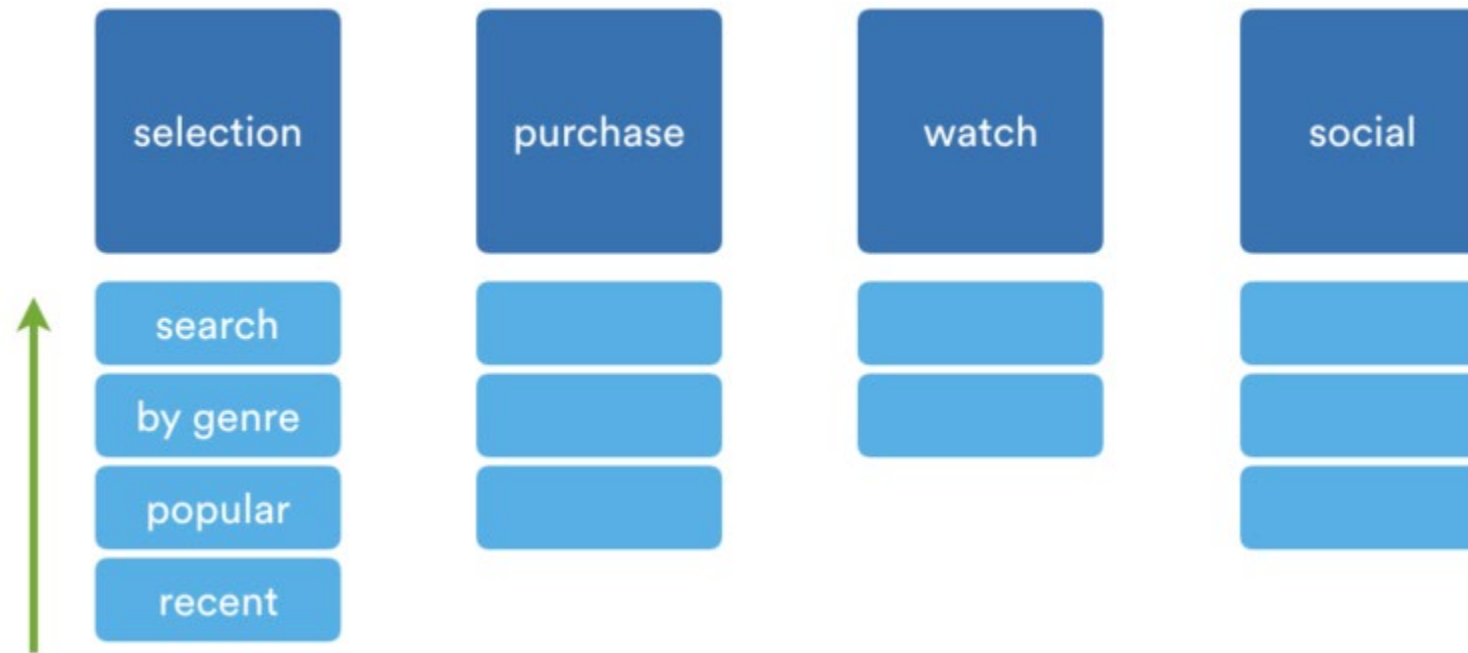 selection
purchase
watch
social
search
by genre
popular
recent